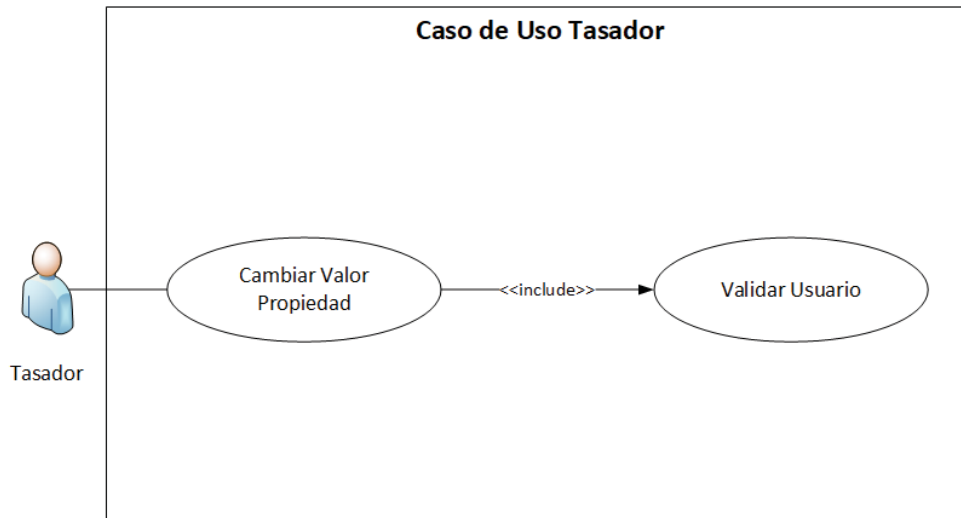 Caso de Uso Tasador
Cambiar Valor
Propiedad
<<include>>
Validar Usuario
Tasador